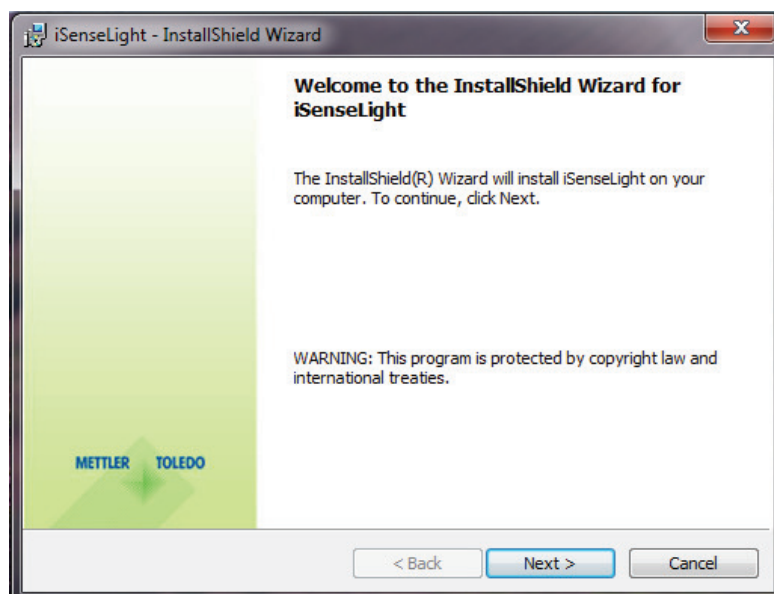 iSenseLight - InstallShield Wizard
X
Welcome to the InstallShield Wizard for
iSenseLight
The InstallShield(R) Wizard will install iSenseLight on your
computer. To continue, click Next.
WARNING: This program is protected by copyright law and
international treaties.
METTLER TOLEDO
< Back Next > Cancel